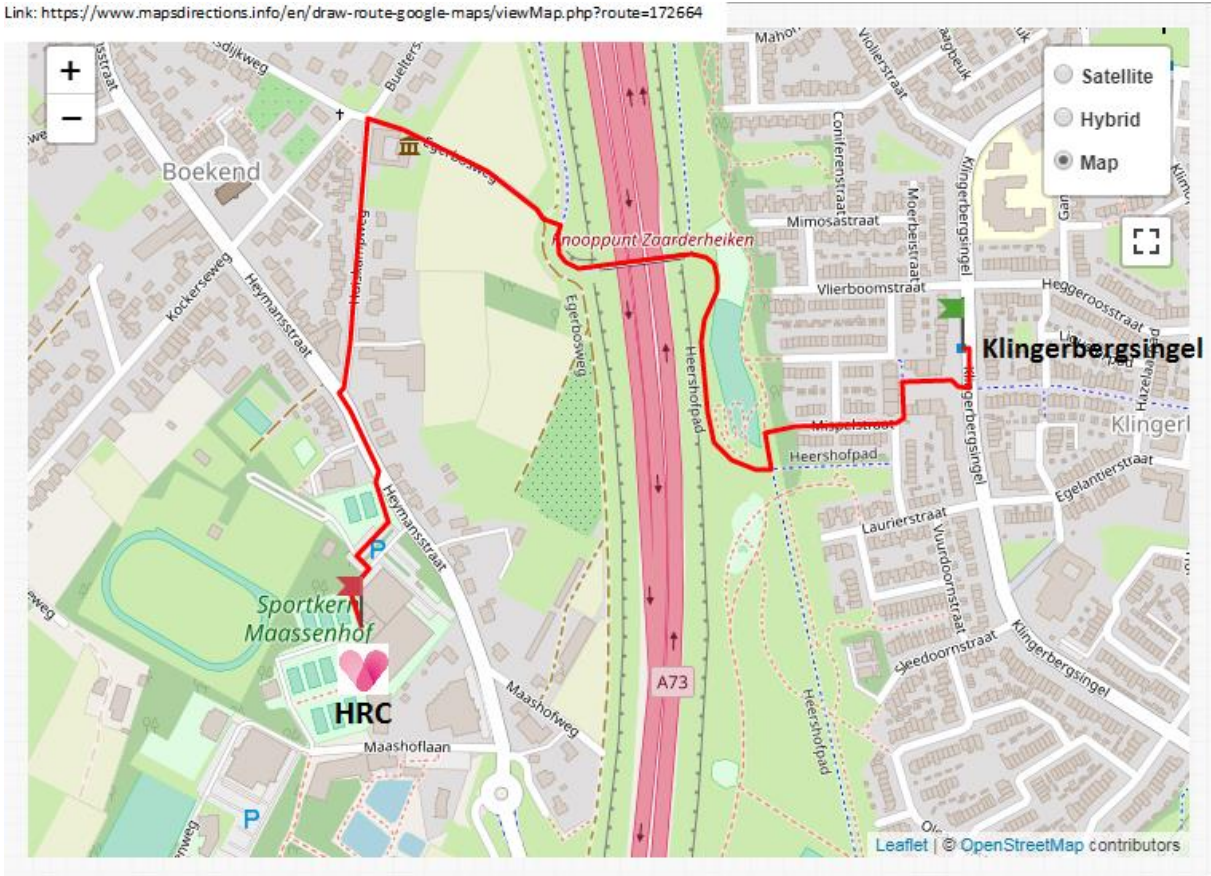 Link: https://www.mapsdirections.info/en/draw-route-google-maps/viewMap.php?route=172664
+
−
Satellite
Hybrid
Map
Boekend
Egerbosweg
Huiskampweg
Kockerseweg
Heymansstraat
Knooppunt Zaarderheiken
Egerbosweg
Heershofpad
Violierstraat
Coniferenstraat
Mimosastraat
Moerbeistraat
Klingerbergsingel
Vlierboomstraat
Heggeroosstraat
Klingerbergsingel
Klingerbergsingel
Mispelstraat
Heershofpad
Egelantierstraat
Laurierstraat
Vuurdoornstraat
Sleedoornstraat
Klingerbergsingel
Heymansstraat
P
Sportkern
Maassenhof
HRC
A73
Maashofweg
Heershofpad
Maashoflaan
P
Leaflet | © OpenStreetMap contributors